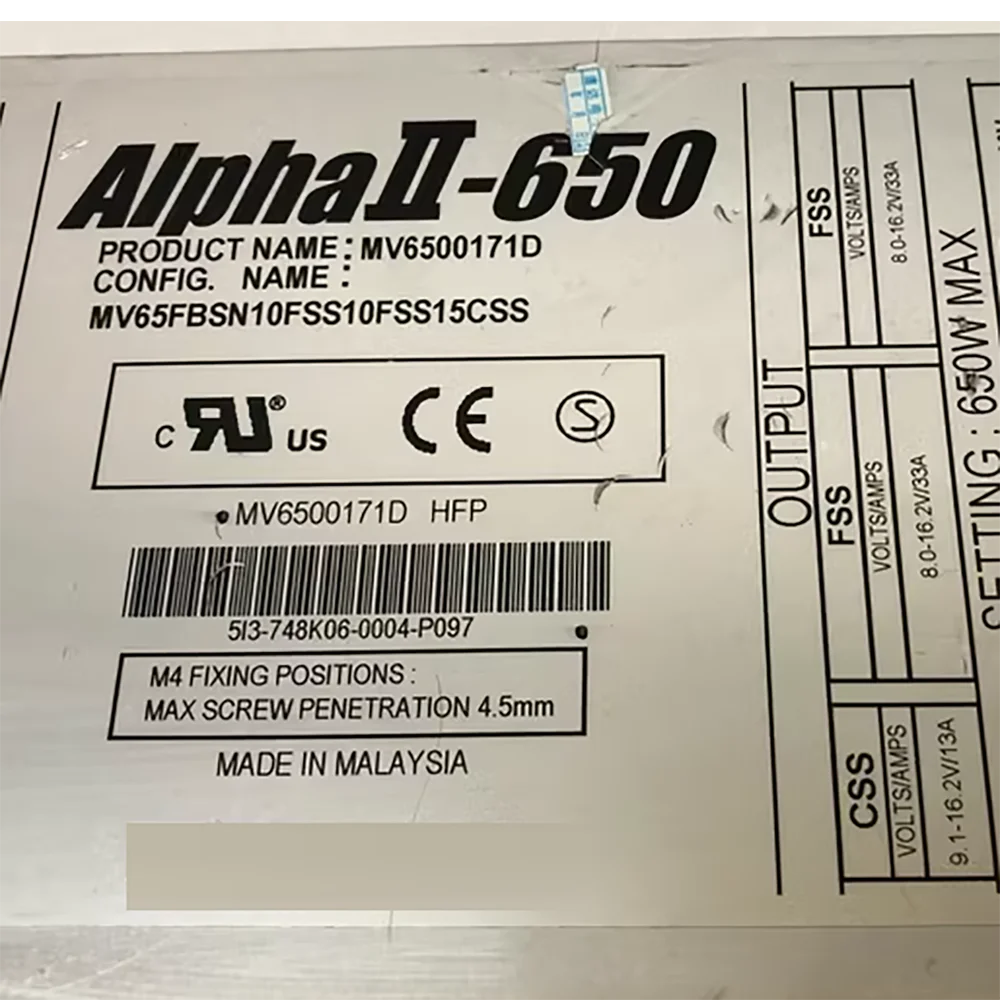 AlphaII-650
PRODUCT NAME: MV6500171D
CONFIG. NAME :
MV65FBSN10FSS10FSS15CSS
c RU ® US CE S
MV6500171D HFP
5I3-748K06-0004-P097
M4 FIXING POSITIONS :
MAX SCREW PENETRATION 4.5mm
MADE IN MALAYSIA
OUTPUT
FSS
VOLTS/AMPS
8.0-16.2V/33A
FSS
VOLTS/AMPS
8.0-16.2V/33A
CSS
VOLTS/AMPS
9.1-16.2V/13A
SETTING : 650W MAX